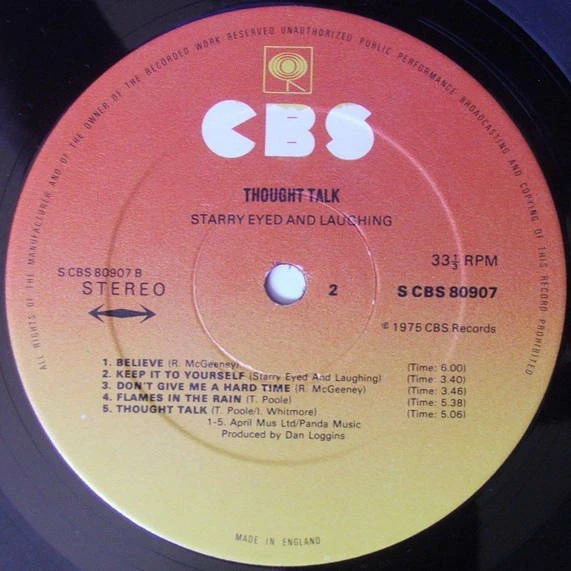 ALL RIGHTS OF THE MANUFACTURER AND OF THE OWNER OF THE RECORDED WORK RESERVED UNAUTHORIZED PUBLIC PERFORMANCE BROADCASTING AND COPYING OF THIS RECORD PROHIBITED
CBS
THOUGHT TALK
STARRY EYED AND LAUGHING
33⅓ RPM
S CBS 80907 B
STEREO
2
S CBS 80907
℗ 1975 CBS Records
1. BELIEVE (R. McGeeney) (Time: 6.00)
2. KEEP IT TO YOURSELF (Starry Eyed And Laughing) (Time: 3.40)
3. DON'T GIVE ME A HARD TIME (R. McGeeney) (Time: 3.46)
4. FLAMES IN THE RAIN (T. Poole) (Time: 5.38)
5. THOUGHT TALK (T. Poole/I. Whitmore) (Time: 5.06)
1-5. April Mus Ltd/Panda Music
Produced by Dan Loggins
MADE IN ENGLAND